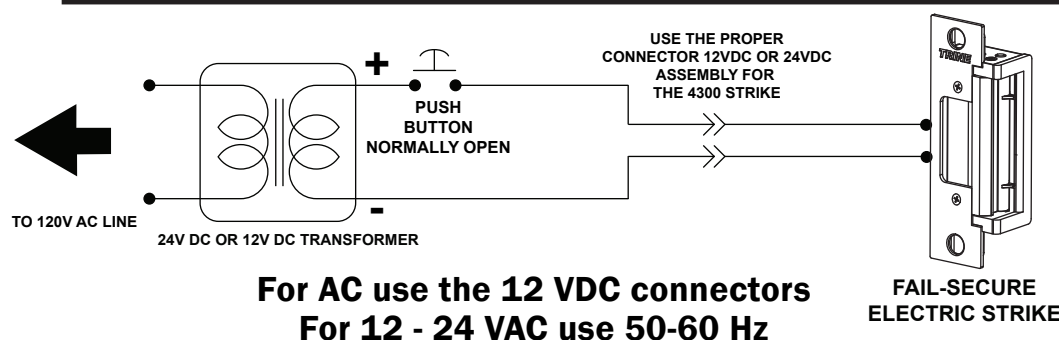 USE THE PROPER
CONNECTOR 12VDC OR 24VDC
ASSEMBLY FOR
THE 4300 STRIKE
TRINE
+
PUSH
BUTTON
NORMALLY OPEN
-
TO 120V AC LINE
24V DC OR 12V DC TRANSFORMER
For AC use the 12 VDC connectors
For 12 - 24 VAC use 50-60 Hz
FAIL-SECURE
ELECTRIC STRIKE